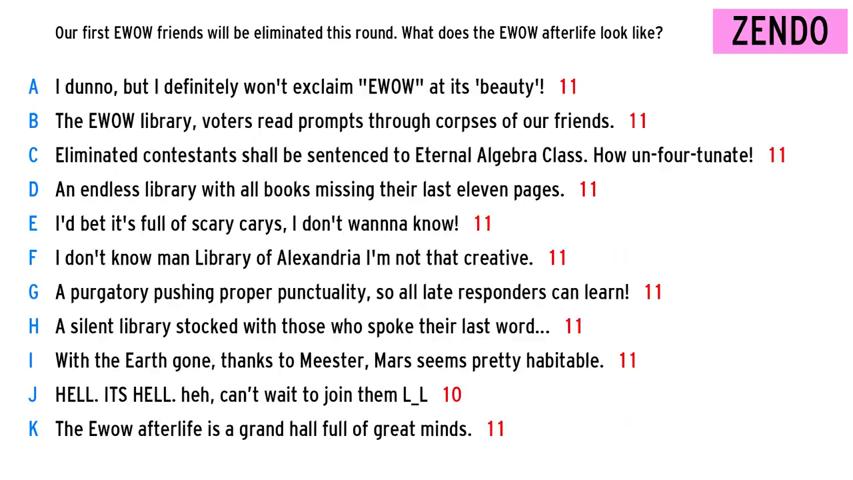 Our first EWOW friends will be eliminated this round. What does the EWOW afterlife look like?
ZENDO
A I dunno, but I definitely won't exclaim "EWOW" at its 'beauty'! 11
B The EWOW library, voters read prompts through corpses of our friends. 11
C Eliminated contestants shall be sentenced to Eternal Algebra Class. How un-four-tunate! 11
D An endless library with all books missing their last eleven pages. 11
E I'd bet it's full of scary carys, I don't wannna know! 11
F I don't know man Library of Alexandria I'm not that creative. 11
G A purgatory pushing proper punctuality, so all late responders can learn! 11
H A silent library stocked with those who spoke their last word... 11
I With the Earth gone, thanks to Meester, Mars seems pretty habitable. 11
J HELL. ITS HELL. heh, can’t wait to join them L_L 10
K The Ewow afterlife is a grand hall full of great minds. 11